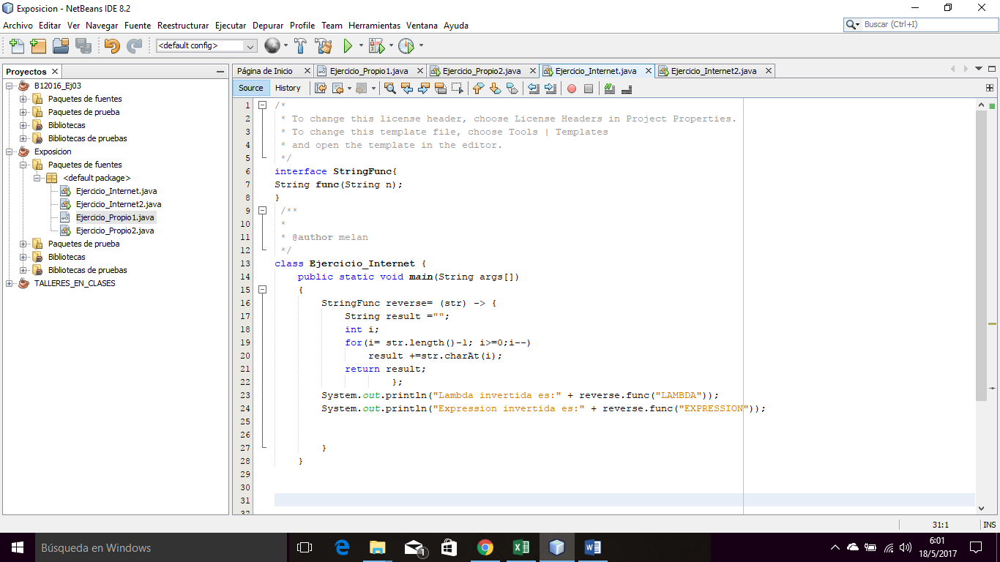 Exposicion - NetBeans IDE 8.2
Archivo Editar Ver Navegar Fuente Reestructurar Ejecutar Depurar Profile Team Herramientas Ventana Ayuda
Buscar (Ctrl+I)
<default config>
Proyectos
B12016_Ej03
Paquetes de fuentes
Paquetes de prueba
Bibliotecas
Bibliotecas de pruebas
Exposicion
Paquetes de fuentes
<default package>
Ejercicio_Internet.java
Ejercicio_Internet2.java
Ejercicio_Propio1.java
Ejercicio_Propio2.java
Paquetes de prueba
Bibliotecas
Bibliotecas de pruebas
TALLERES_EN_CLASES
Página de Inicio Ejercicio_Propio1.java Ejercicio_Propio2.java Ejercicio_Internet.java Ejercicio_Internet2.java
Source History
1 /*
2 * To change this license header, choose License Headers in Project Properties.
3 * To change this template file, choose Tools | Templates
4 * and open the template in the editor.
5 */
6 interface StringFunc{
7 String func(String n);
8 }
9 /**
10 *
11 * @author melan
12 */
13 class Ejercicio_Internet {
14 public static void main(String args[])
15 {
16 StringFunc reverse= (str) -> {
17 String result ="";
18 int i;
19 for(i= str.length()-1; i>=0;i--)
20 result +=str.charAt(i);
21 return result;
22 };
23 System.out.println("Lambda invertida es:" + reverse.func("LAMBDA"));
24 System.out.println("Expression invertida es:" + reverse.func("EXPRESSION"));
25
26
27 }
28 }
29
30
31
32
31:1 INS
Búsqueda en Windows
1
6:01
18/5/2017